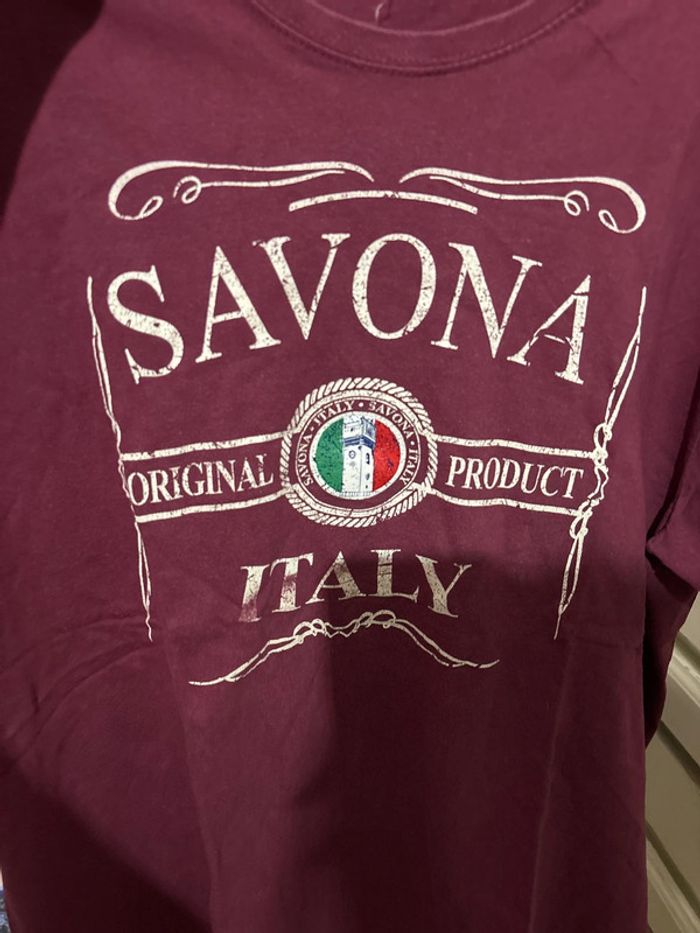 SAVONA
SAVONA • ITALY • SAVONA • ITALY
ORIGINAL PRODUCT
ITALY